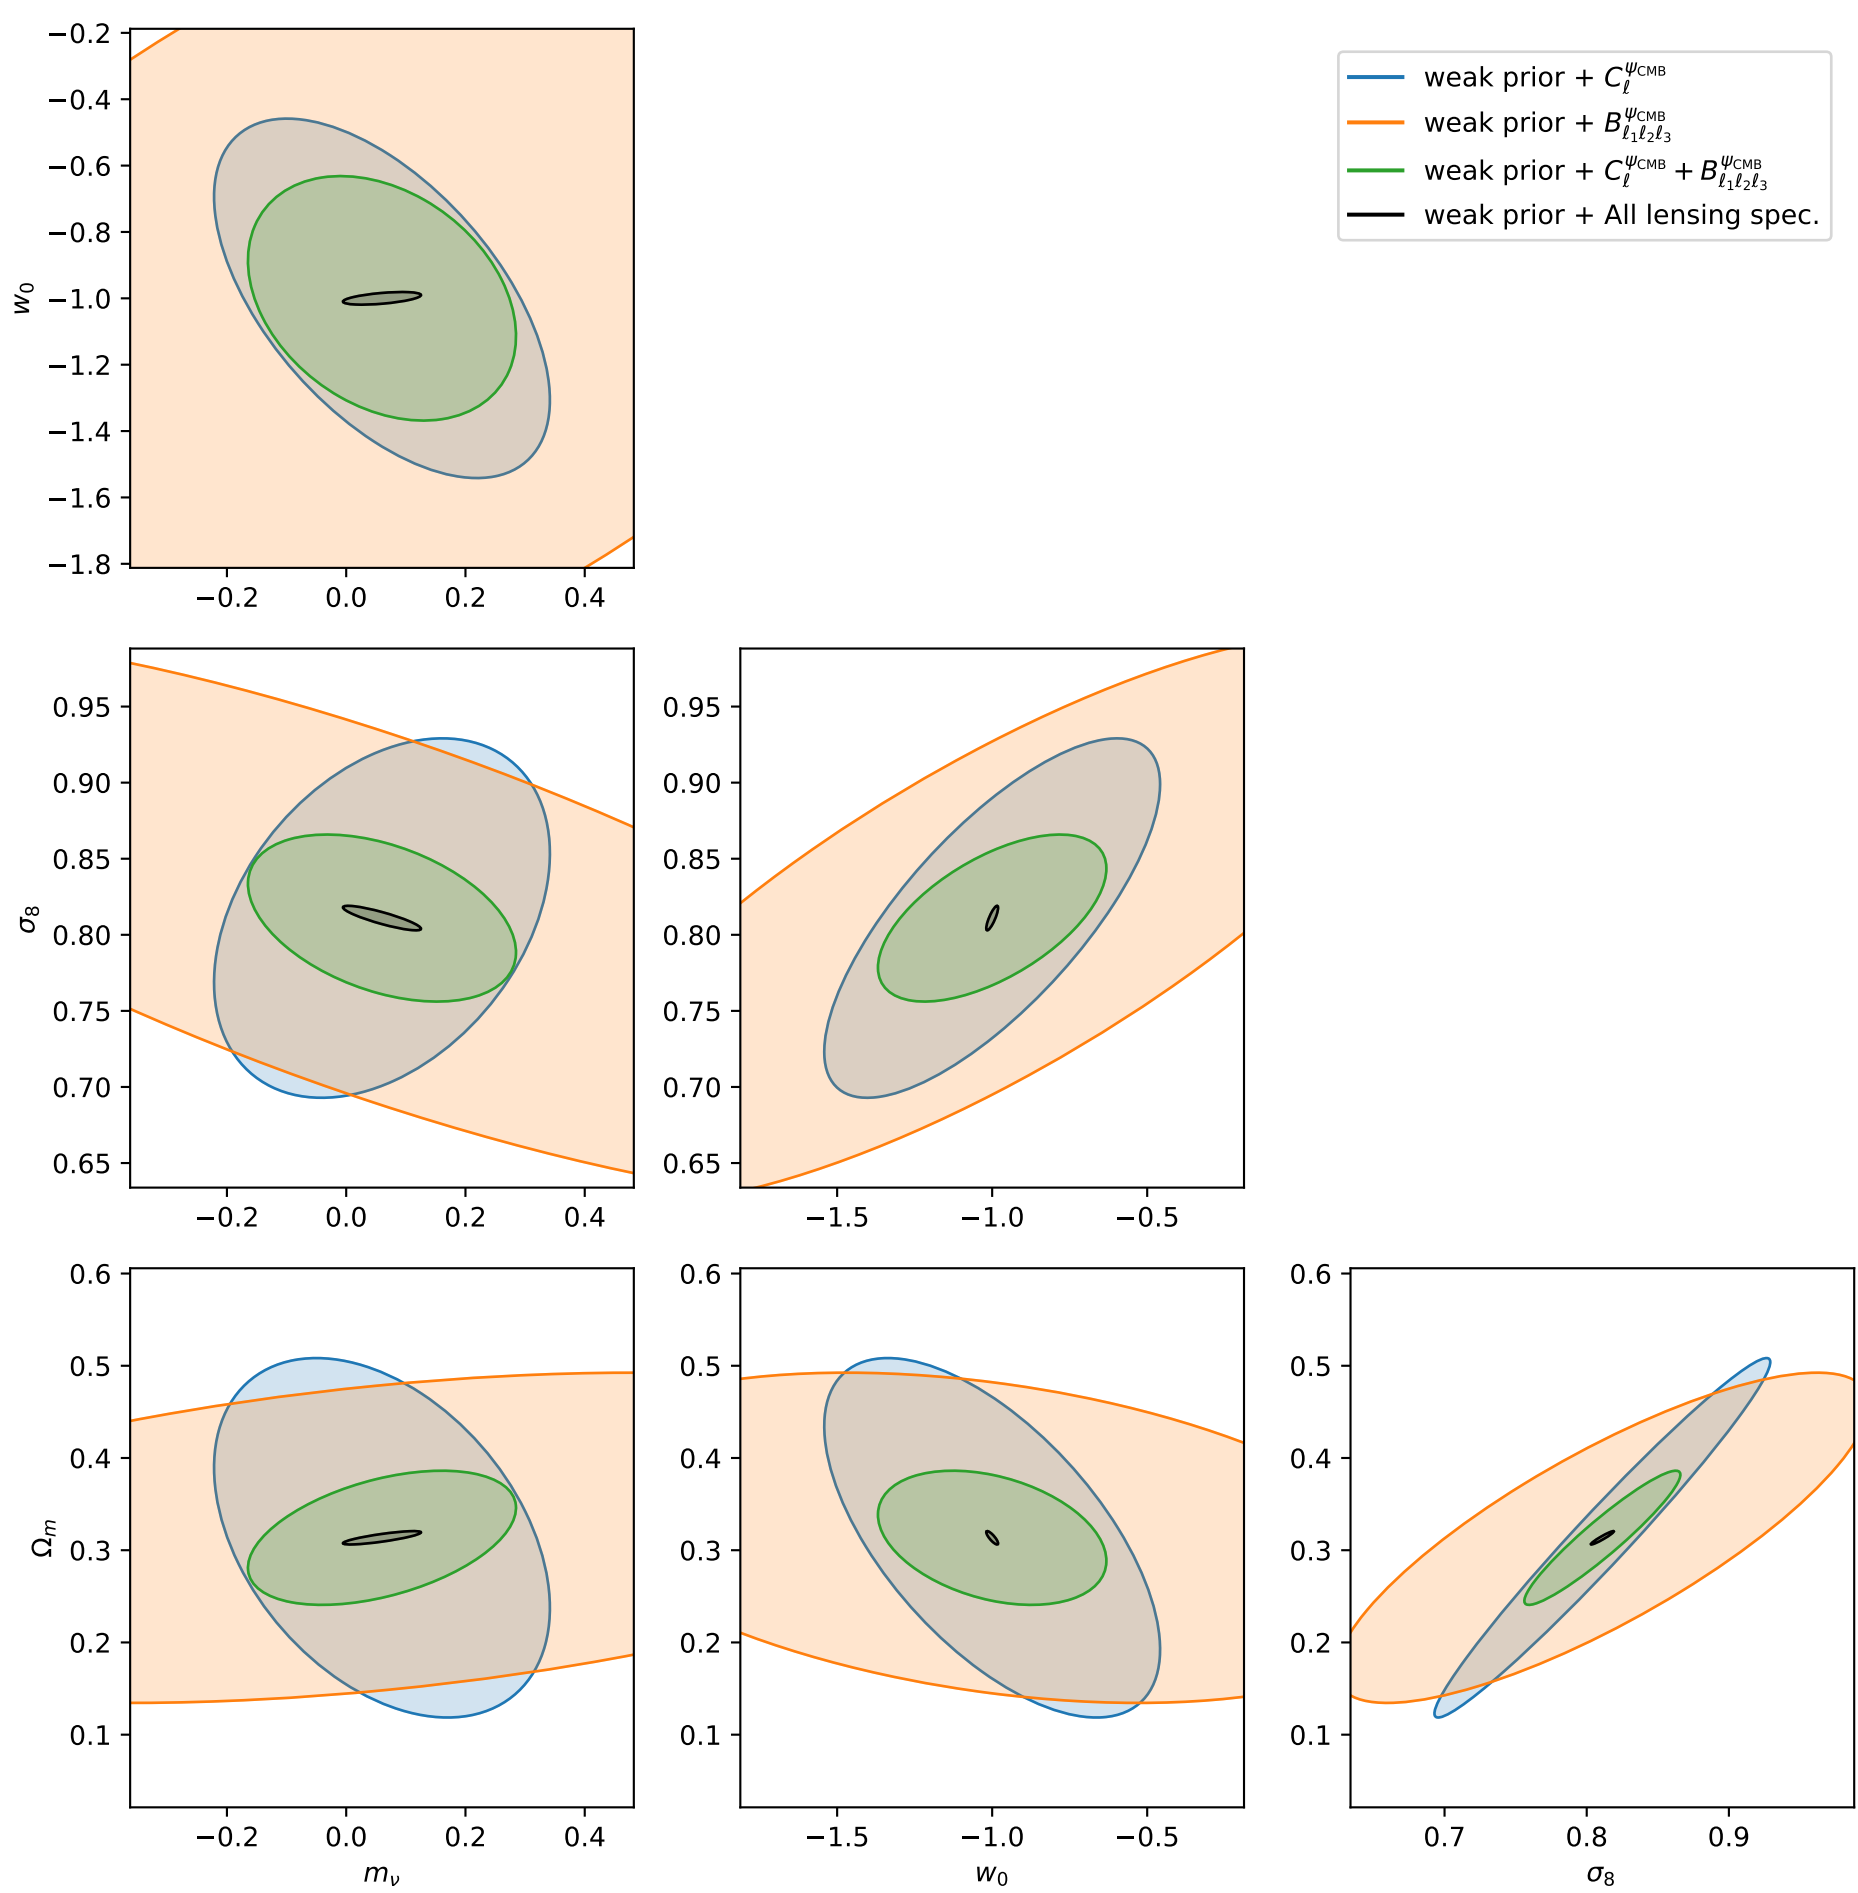 −0.2
−0.4
−0.6
−0.8
−1.0
−1.2
−1.4
−1.6
−1.8
w₀
−0.2 0.0 0.2 0.4
weak prior + C_ℓ^{ψ_CMB}
weak prior + B_{ℓ₁ℓ₂ℓ₃}^{ψ_CMB}
weak prior + C_ℓ^{ψ_CMB} + B_{ℓ₁ℓ₂ℓ₃}^{ψ_CMB}
weak prior + All lensing spec.
0.95
0.90
0.85
0.80
0.75
0.70
0.65
σ₈
−0.2 0.0 0.2 0.4
0.95
0.90
0.85
0.80
0.75
0.70
0.65
−1.5 −1.0 −0.5
0.6
0.5
0.4
0.3
0.2
0.1
Ωₘ
−0.2 0.0 0.2 0.4
m_ν
0.6
0.5
0.4
0.3
0.2
0.1
−1.5 −1.0 −0.5
w₀
0.6
0.5
0.4
0.3
0.2
0.1
0.7 0.8 0.9
σ₈